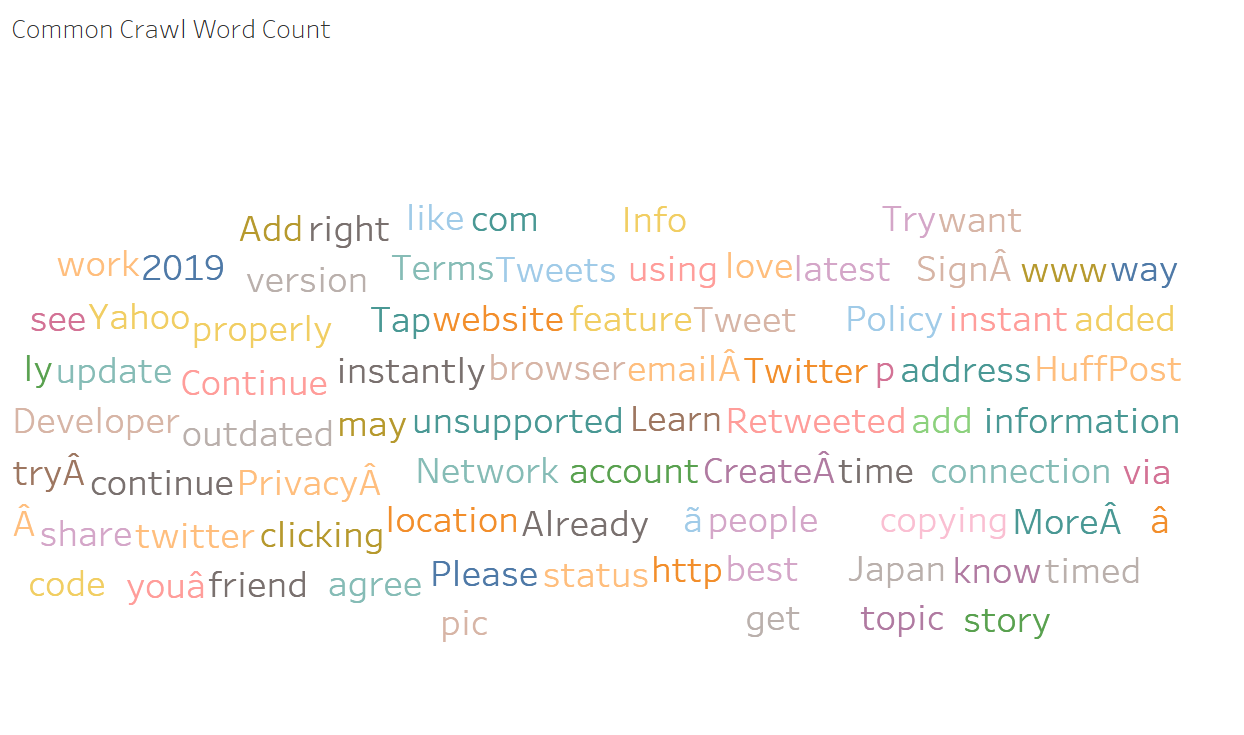 Common Crawl Word Count
Add right like com Info Try want
work 2019 version Terms Tweets using love latest SignÂ www way
see Yahoo properly Tap website feature Tweet Policy instant added
ly update Continue instantly browser emailÂ Twitter p address HuffPost
Developer outdated may unsupported Learn Retweeted add information
tryÂ continue PrivacyÂ Network account CreateÂ time connection via
Â share twitter clicking location Already ã people copying MoreÂ â
code youâ friend agree Please status http best Japan know timed
pic get topic story